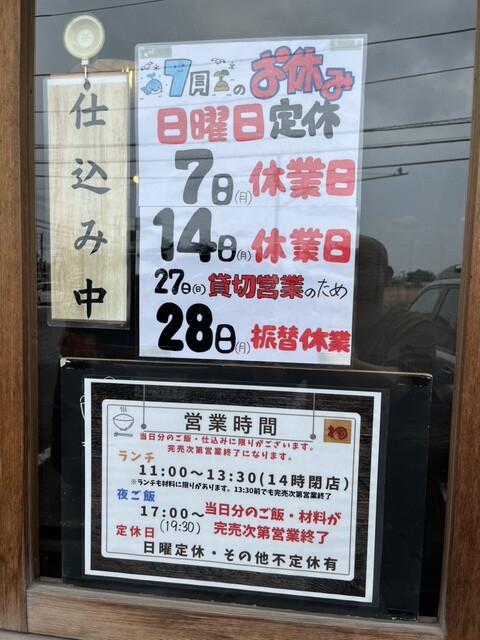 仕込み中
7月のお休み
日曜日定休
7日(月)休業日
14日(月)休業日
27日(日)貸切営業のため
28日(月)振替休業
営業時間
当日分のご飯・仕込みに限りがございます。
完売次第営業終了になります。
ランチ
11:00〜13:30(14時閉店)
※ランチも材料に限りがあります。13:30前でも完売次第営業終了
夜ご飯
17:00〜当日分のご飯・材料が
(19:30)完売次第営業終了
定休日
日曜定休・その他不定休有